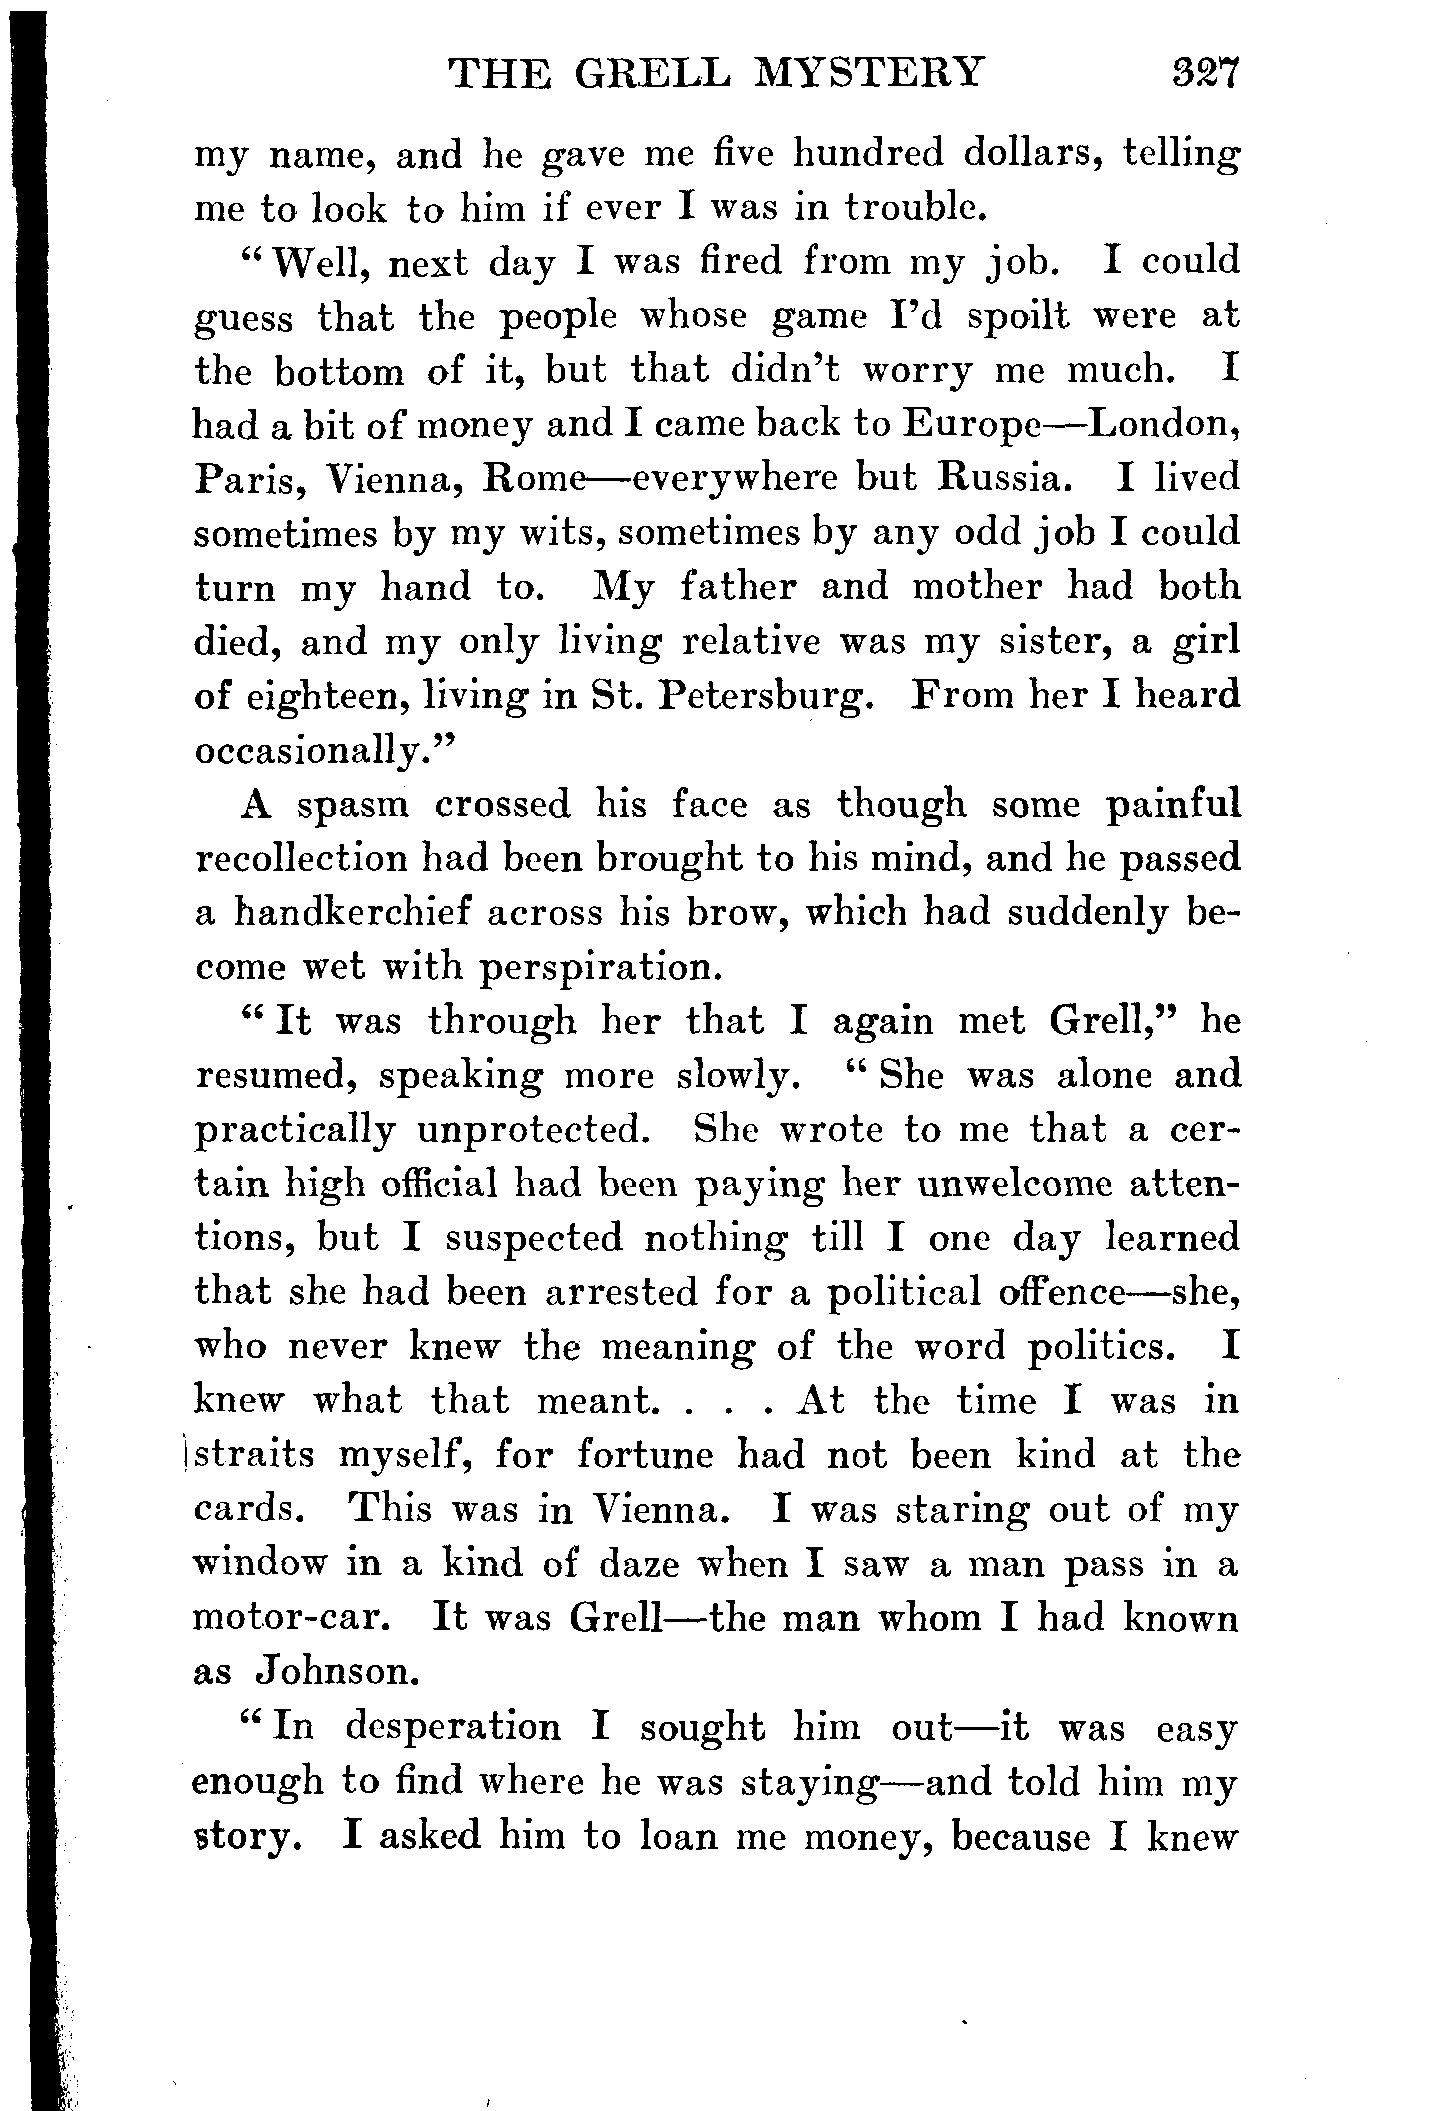 THE GRELL MYSTERY 327
my name, and he gave me five hundred dollars, telling
me to look to him if ever I was in trouble.
“Well, next day I was fired from my job. I could
guess that the people whose game I’d spoilt were at
the bottom of it, but that didn’t worry me much. I
had a bit of money and I came back to Europe—London,
Paris, Vienna, Rome—everywhere but Russia. I lived
sometimes by my wits, sometimes by any odd job I could
turn my hand to. My father and mother had both
died, and my only living relative was my sister, a girl
of eighteen, living in St. Petersburg. From her I heard
occasionally.”
A spasm crossed his face as though some painful
recollection had been brought to his mind, and he passed
a handkerchief across his brow, which had suddenly be-
come wet with perspiration.
“It was through her that I again met Grell,” he
resumed, speaking more slowly. “She was alone and
practically unprotected. She wrote to me that a cer-
tain high official had been paying her unwelcome atten-
tions, but I suspected nothing till I one day learned
that she had been arrested for a political offence—she,
who never knew the meaning of the word politics. I
knew what that meant. . . . At the time I was in
straits myself, for fortune had not been kind at the
cards. This was in Vienna. I was staring out of my
window in a kind of daze when I saw a man pass in a
motor-car. It was Grell—the man whom I had known
as Johnson.
“In desperation I sought him out—it was easy
enough to find where he was staying—and told him my
story. I asked him to loan me money, because I knew